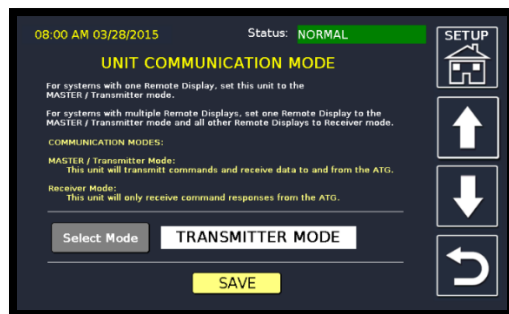 08:00 AM 03/28/2015 Status: NORMAL SETUP
UNIT COMMUNICATION MODE
For systems with one Remote Display, set this unit to the
MASTER / Transmitter mode.
For systems with multiple Remote Displays, set one Remote Display to the
MASTER / Transmitter mode and all other Remote Displays to Receiver mode.
COMMUNICATION MODES:
MASTER / Transmitter Mode:
This unit will transmitt commands and receive data to and from the ATG.
Receiver Mode:
This unit will only receive command responses from the ATG.
Select Mode TRANSMITTER MODE
SAVE